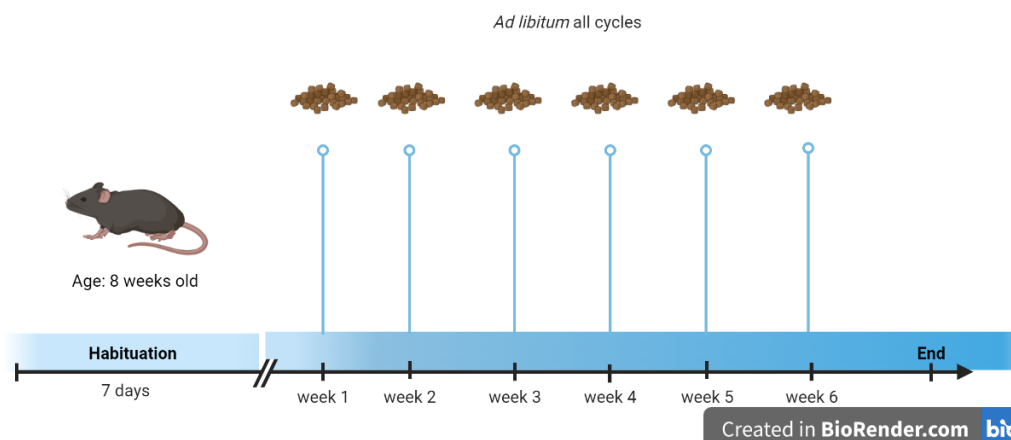 Ad libitum all cycles
Age: 8 weeks old
Habituation
End
7 days
week 1
week 2
week 3
week 4
week 5
week 6
Created in BioRender.com